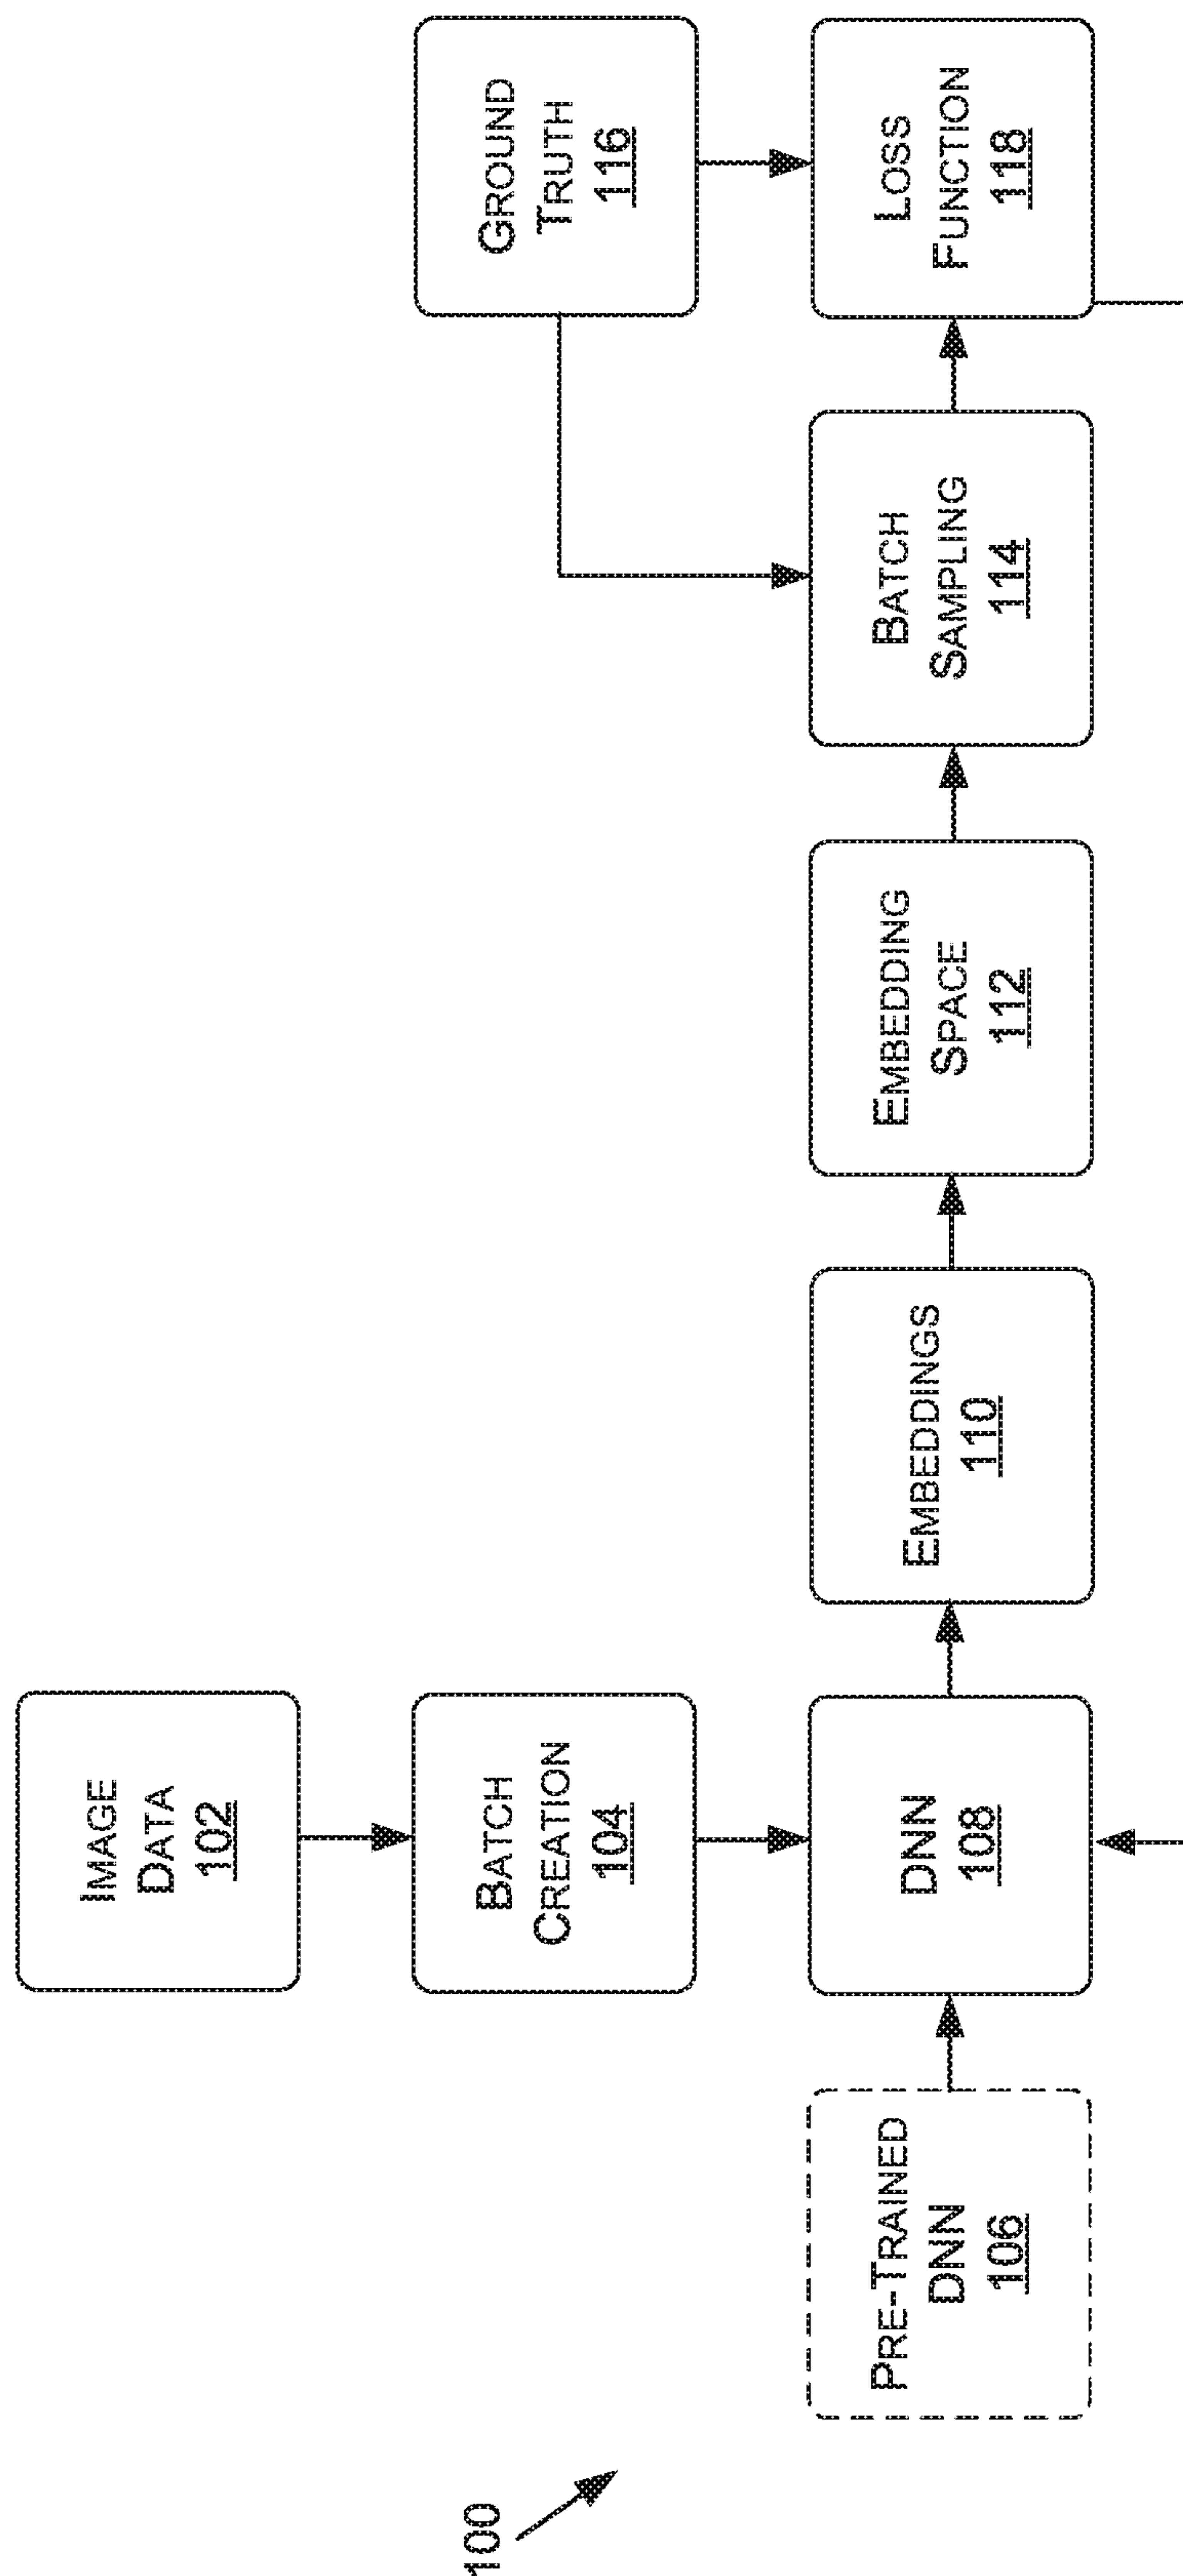 100
IMAGE
DATA
102
BATCH
CREATION
104
PRE-TRAINED
DNN
106
DNN
108
EMBEDDINGS
110
EMBEDDING
SPACE
112
BATCH
SAMPLING
114
GROUND
TRUTH
116
LOSS
FUNCTION
118